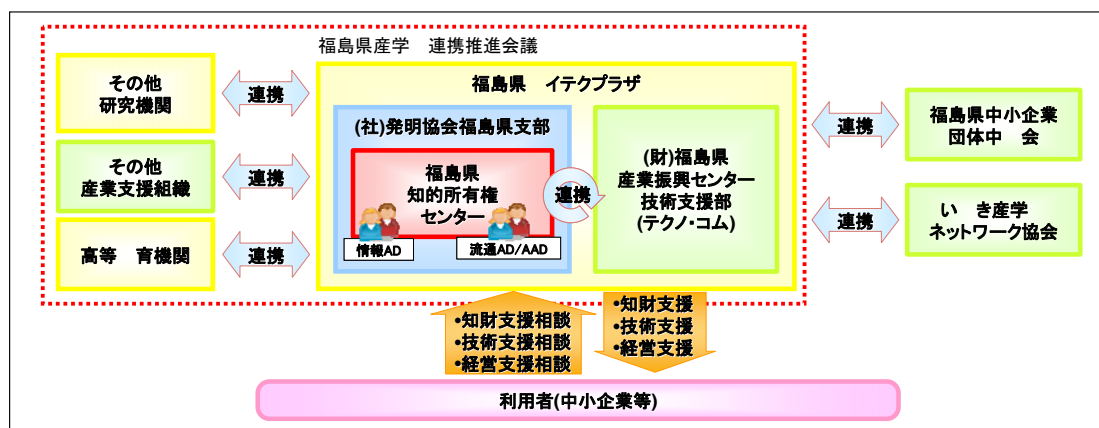 福島県産学　連携推進会議
その他
研究機関
連携
福島県　イテクプラザ
(社)発明協会福島県支部
福島県
知的所有権
センター
情報AD
流通AD/AAD
連携
(財)福島県
産業振興センター
技術支援部
(テクノ・コム)
その他
産業支援組織
連携
高等　育機関
連携
連携
福島県中小企業
団体中　会
連携
い　き産学
ネットワーク協会
•知財支援相談
•技術支援相談
•経営支援相談
•知財支援
•技術支援
•経営支援
利用者(中小企業等)